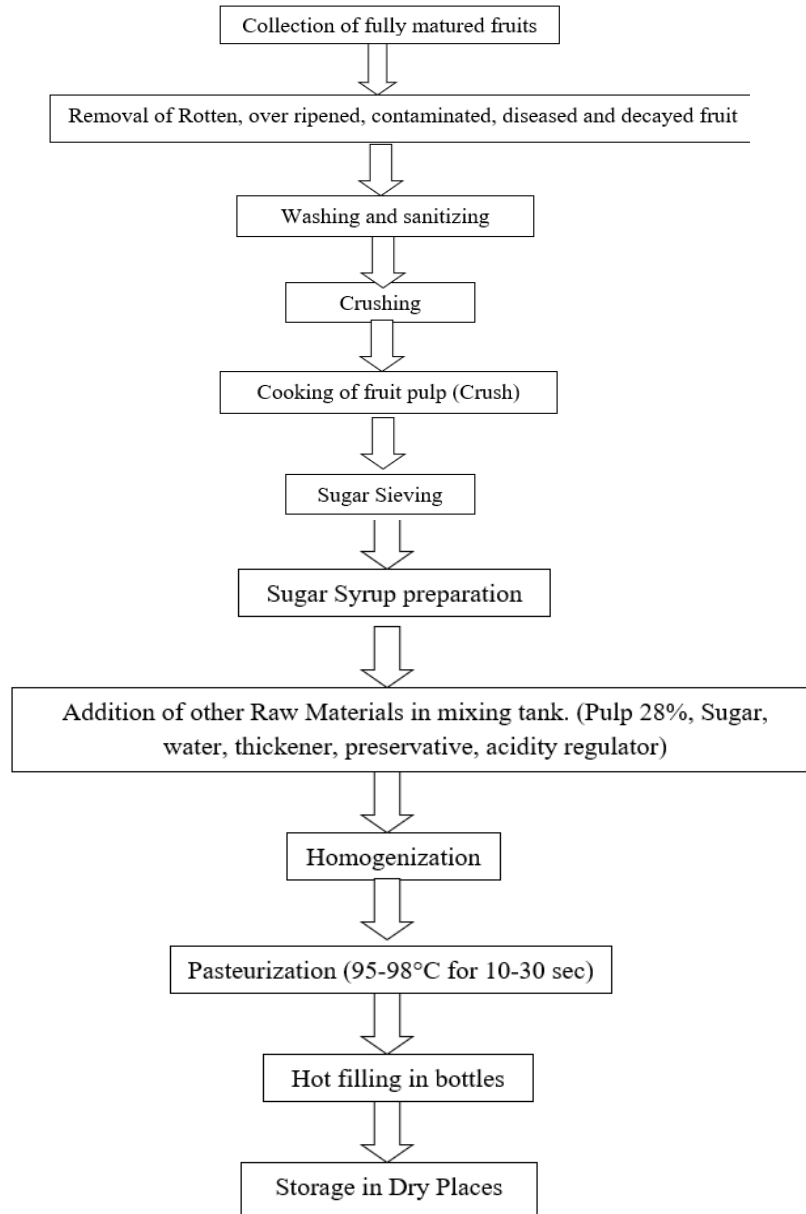 Collection of fully matured fruits
Removal of Rotten, over ripened, contaminated, diseased and decayed fruit
Washing and sanitizing
Crushing
Cooking of fruit pulp (Crush)
Sugar Sieving
Sugar Syrup preparation
Addition of other Raw Materials in mixing tank. (Pulp 28%, Sugar,
water, thickener, preservative, acidity regulator)
Homogenization
Pasteurization (95-98°C for 10-30 sec)
Hot filling in bottles
Storage in Dry Places